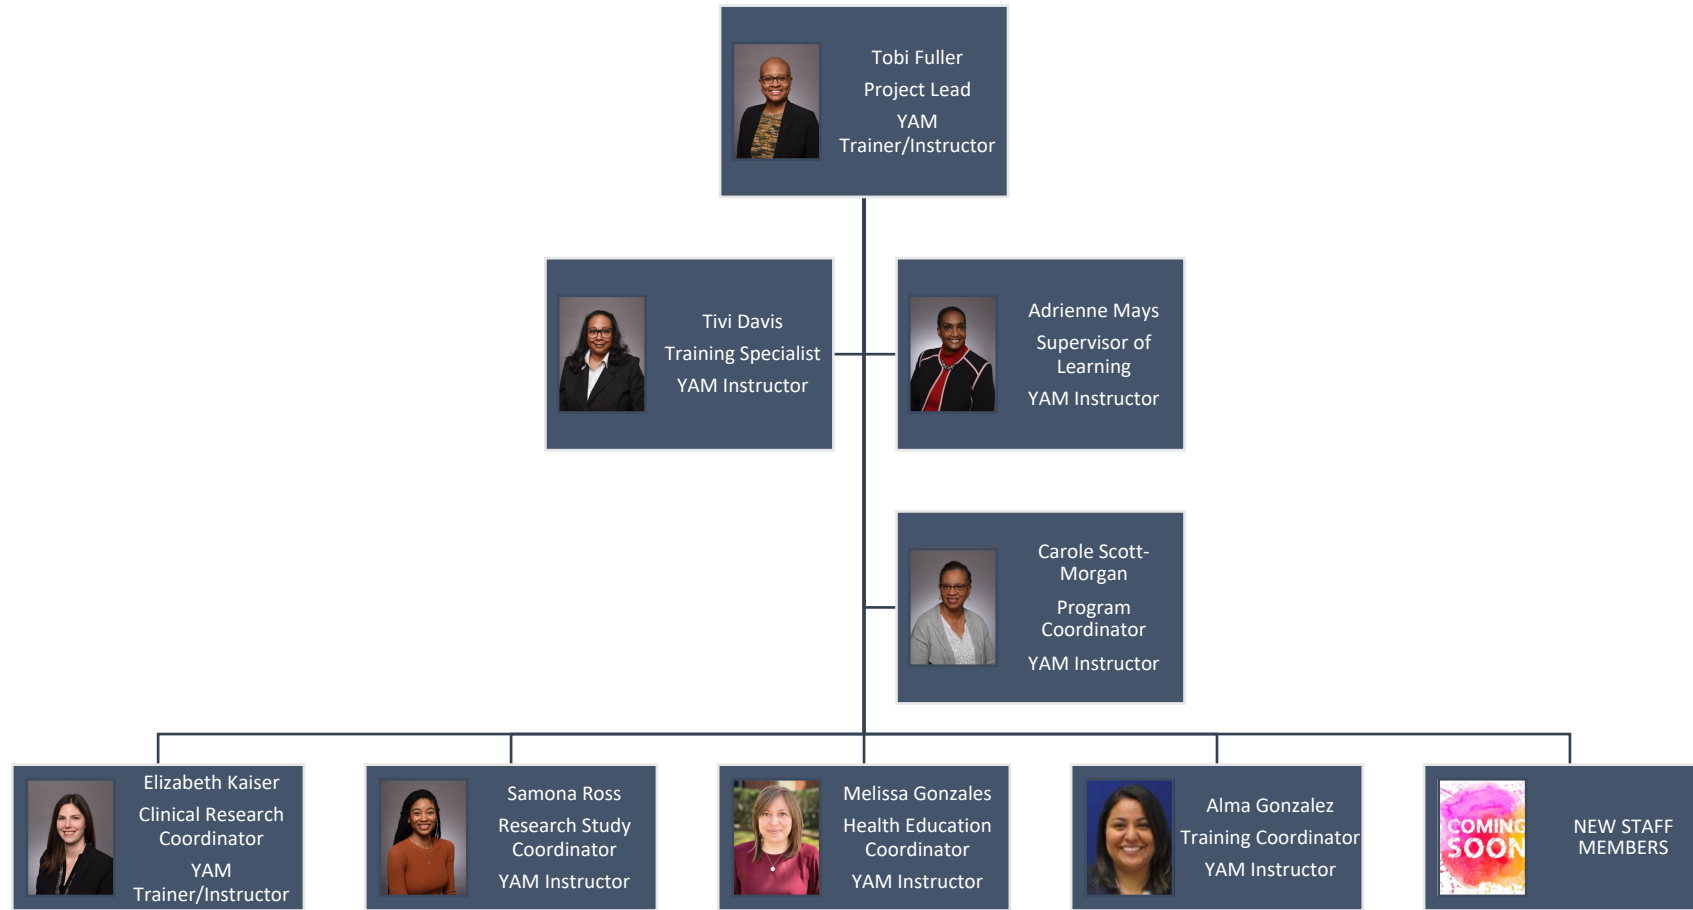 Tobi Fuller
Project Lead
YAM
Trainer/Instructor
Tivi Davis
Training Specialist
YAM Instructor
Adrienne Mays
Supervisor of
Learning
YAM Instructor
Carole Scott-
Morgan
Program
Coordinator
YAM Instructor
Elizabeth Kaiser
Clinical Research
Coordinator
YAM
Trainer/Instructor
Samona Ross
Research Study
Coordinator
YAM Instructor
Melissa Gonzales
Health Education
Coordinator
YAM Instructor
Alma Gonzalez
Training Coordinator
YAM Instructor
COMING
SOON
NEW STAFF
MEMBERS